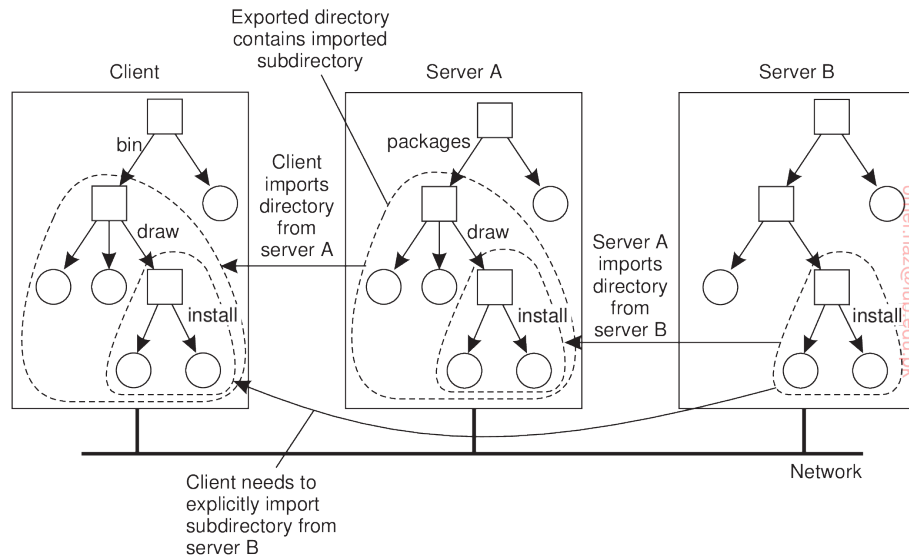 Exported directory
contains imported
subdirectory
Client
Server A
Server B
bin
packages
Client
imports
directory
from
server A
draw
draw
Server A
imports
directory
from
server B
install
install
install
Network
Client needs to
explicitly import
subdirectory from
server B